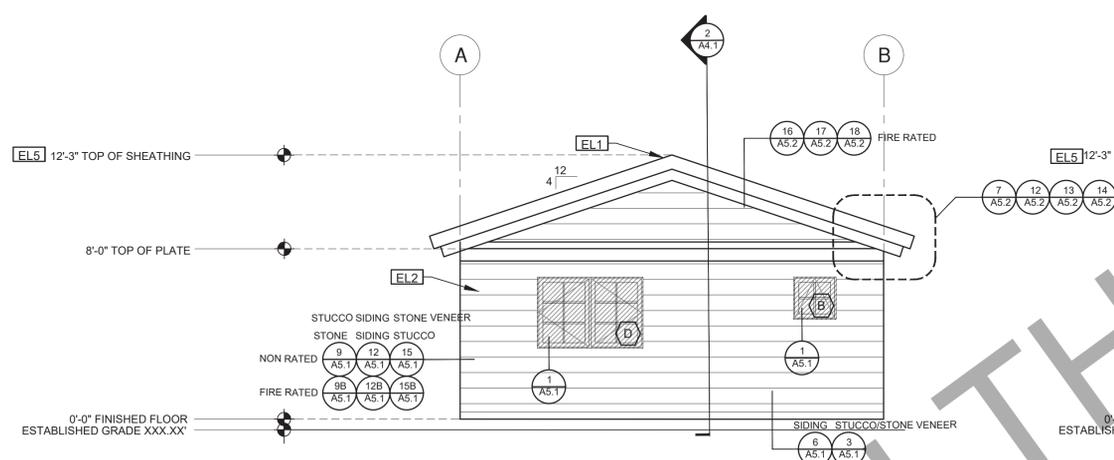 2
A4.1
A
B
16 17 18 FIRE RATED
A5.2 A5.2 A5.2
EL1
EL5 12'-3" TOP OF SHEATHING
EL5 12'-3"
12
4
7 12 13 14
A5.2 A5.2 A5.2 A5.2
8'-0" TOP OF PLATE
EL2
B
D
STUCCO SIDING STONE VENEER
STONE SIDING STUCCO
NON RATED
9 12 15
A5.1 A5.1 A5.1
1
A5.1
FIRE RATED
9B 12B 15B
A5.1 A5.1 A5.1
1
A5.1
0'-0" FINISHED FLOOR
ESTABLISHED GRADE XXX.XX'
SIDING STUCCO/STONE VENEER
6 3
A5.1 A5.1
0'
ESTABLIS
TH